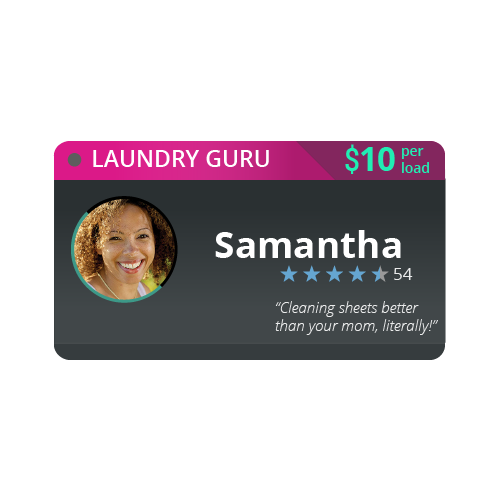 LAUNDRY GURU
$10 per
load
Samantha
54
“Cleaning sheets better
than your mom, literally!”